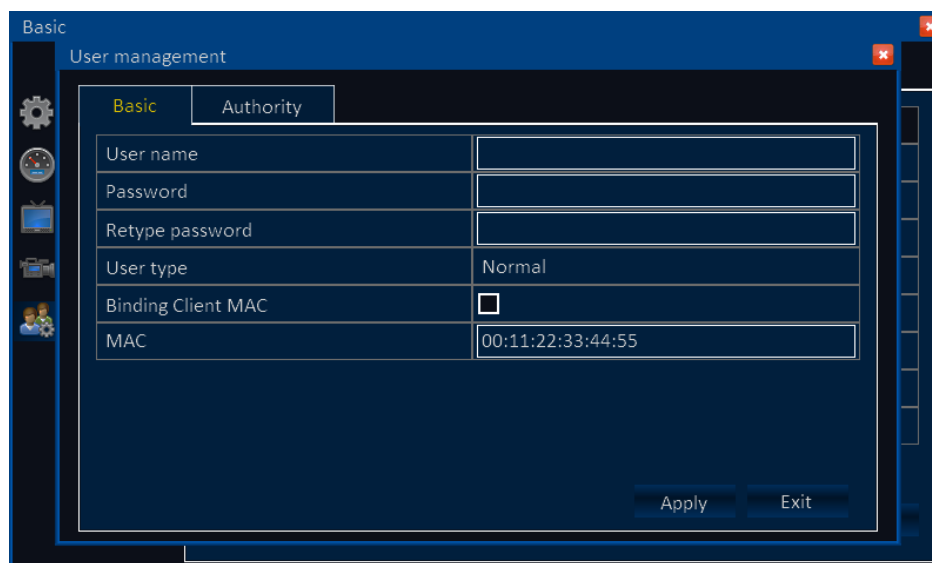 Basic
User management
Basic Authority
User name
Password
Retype password
User type Normal
Binding Client MAC
MAC 00:11:22:33:44:55
Apply Exit